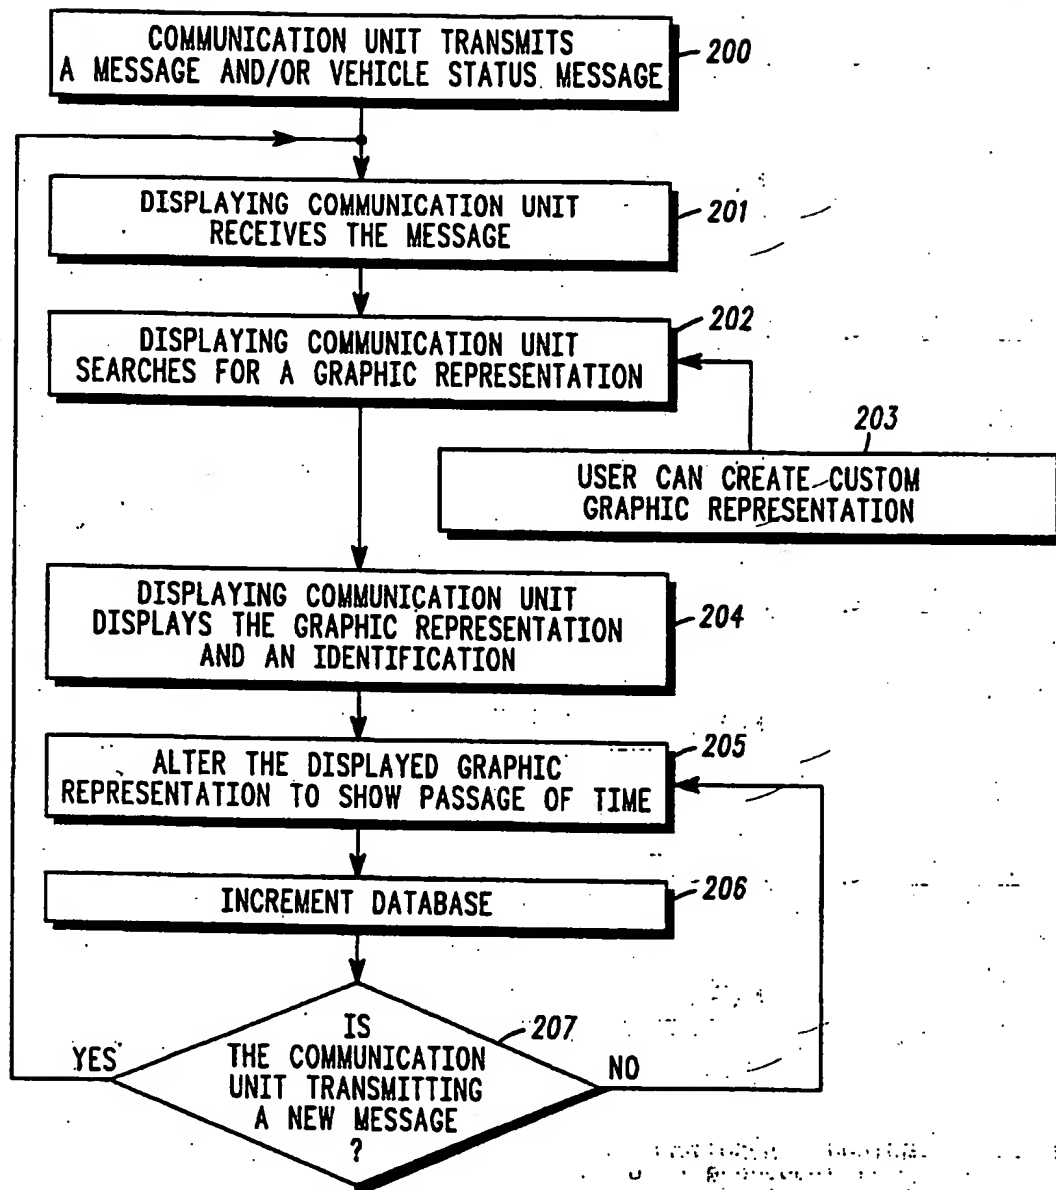 COMMUNICATION UNIT TRANSMITS
A MESSAGE AND/OR VEHICLE STATUS MESSAGE
200
DISPLAYING COMMUNICATION UNIT
RECEIVES THE MESSAGE
201
DISPLAYING COMMUNICATION UNIT
SEARCHES FOR A GRAPHIC REPRESENTATION
202
203
USER CAN CREATE CUSTOM
GRAPHIC REPRESENTATION
DISPLAYING COMMUNICATION UNIT
DISPLAYS THE GRAPHIC REPRESENTATION
AND AN IDENTIFICATION
204
ALTER THE DISPLAYED GRAPHIC
REPRESENTATION TO SHOW PASSAGE OF TIME
205
INCREMENT DATABASE
206
IS
THE COMMUNICATION
UNIT TRANSMITTING
A NEW MESSAGE
?
207
YES
NO